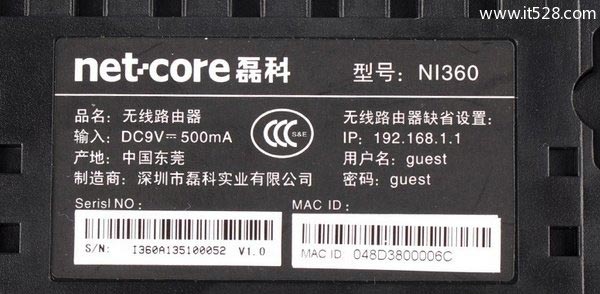 www.it528.com
net-core磊科 型号: NI360
品名: 无线路由器
输入: DC9V⎓500mA
产地: 中国东莞
制造商: 深圳市磊科实业有限公司
CCC S&E
无线路由器缺省设置:
IP: 192.168.1.1
用户名: guest
密码: guest
Serisl NO:
S/N: I360A135100052 V1.0
MAC ID:
MAC ID 048D3800006C